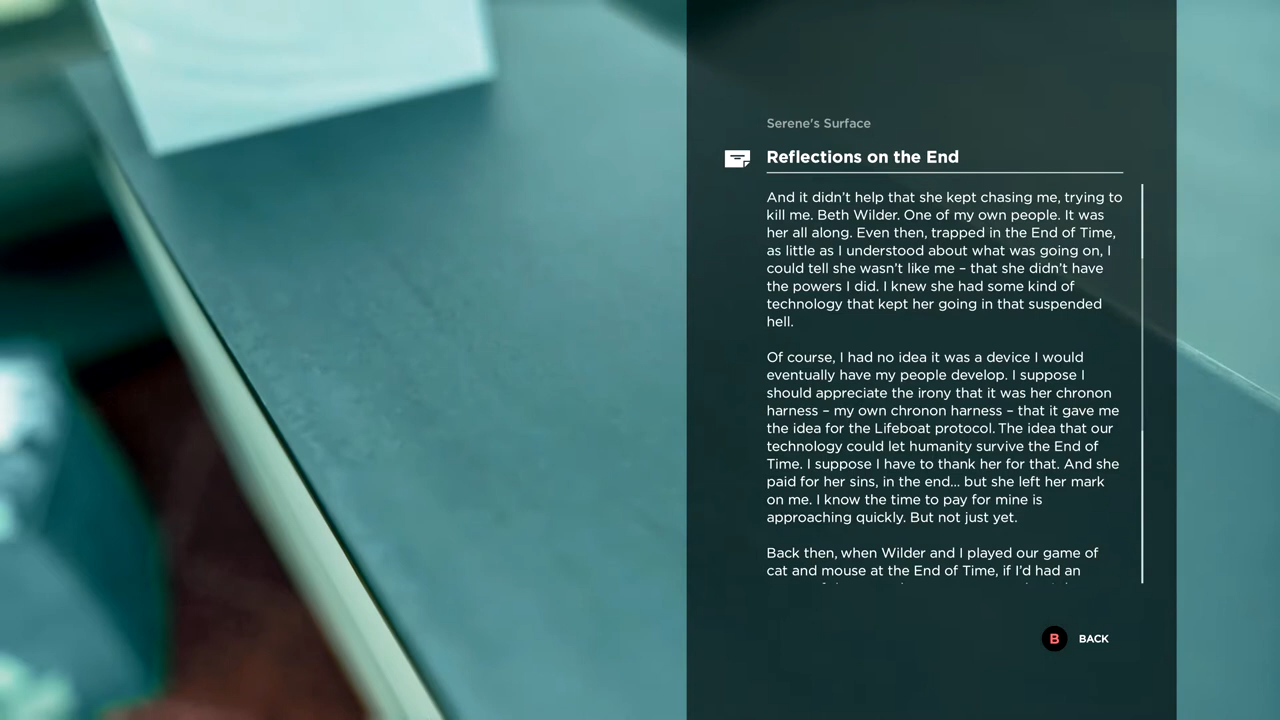 Serene's Surface
Reflections on the End
And it didn't help that she kept chasing me, trying to
kill me. Beth Wilder. One of my own people. It was
her all along. Even then, trapped in the End of Time,
as little as I understood about what was going on, I
could tell she wasn't like me – that she didn't have
the powers I did. I knew she had some kind of
technology that kept her going in that suspended
hell.
Of course, I had no idea it was a device I would
eventually have my people develop. I suppose I
should appreciate the irony that it was her chronon
harness – my own chronon harness – that it gave me
the idea for the Lifeboat protocol. The idea that our
technology could let humanity survive the End of
Time. I suppose I have to thank her for that. And she
paid for her sins, in the end... but she left her mark
on me. I know the time to pay for mine is
approaching quickly. But not just yet.
Back then, when Wilder and I played our game of
cat and mouse at the End of Time, if I'd had an
B BACK